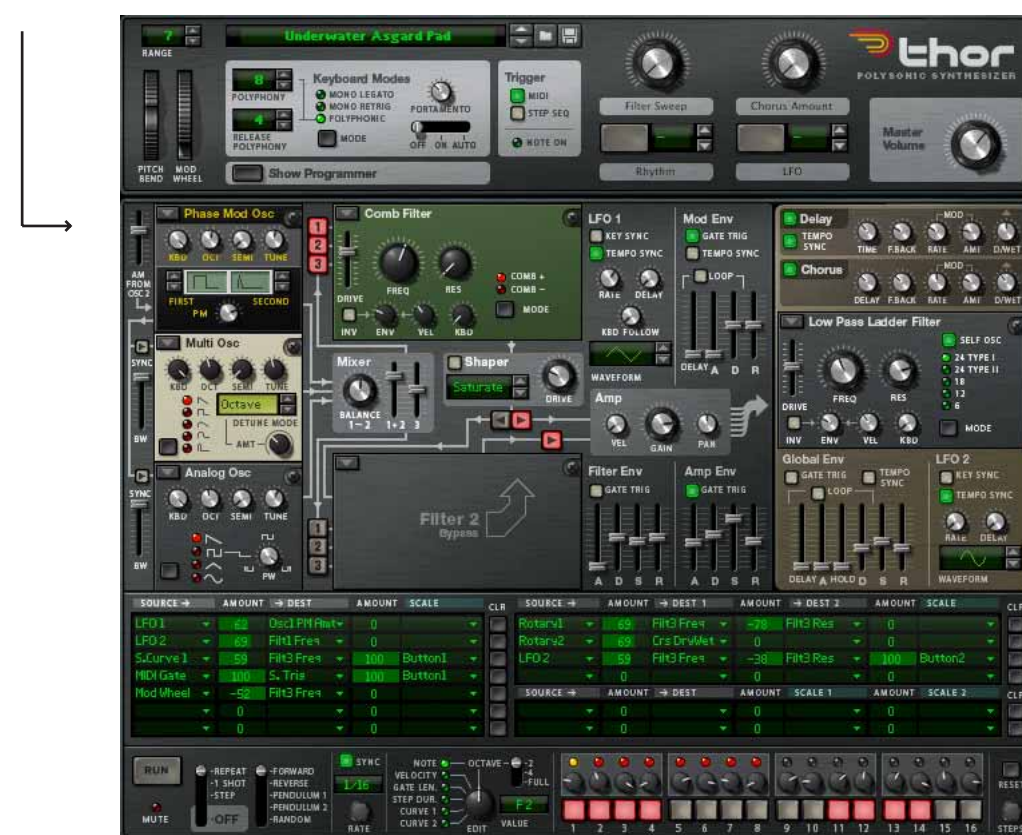 7
RANGE
Underwater Asgard Pad
thor
POLYSONIC SYNTHESIZER
8
POLYPHONY
4
RELEASE
POLYPHONY
Keyboard Modes
MONO LEGATO
MONO RETRIG
POLYPHONIC
MODE
PORTAMENTO
OFF ON AUTO
Trigger
MIDI
STEP SEQ
NOTE ON
Filter Sweep
Chorus Amount
Rhythm
LFO
Master
Volume
PITCH
BEND
MOD
WHEEL
Show Programmer
AM
FROM
OSC 2
SYNC
BW
SYNC
BW
Phase Mod Osc
KBD OCT SEMI TUNE
FIRST SECOND
PM
Multi Osc
KBD OCT SEMI TUNE
Octave
DETUNE MODE
AMT
Analog Osc
KBD OCT SEMI TUNE
PW
1
2
3
Comb Filter
DRIVE
FREQ
RES
COMB +
COMB -
MODE
INV ENV VEL KBD
Mixer
BALANCE
1-2
1+2 3
Shaper
Saturate
DRIVE
1
2
3
Filter 2
Bypass
LFO 1
KEY SYNC
TEMPO SYNC
RATE DELAY
KBD FOLLOW
WAVEFORM
Mod Env
GATE TRIG
TEMPO SYNC
LOOP
DELAY A D R
Amp
VEL GAIN PAN
Filter Env
GATE TRIG
A D S R
Amp Env
GATE TRIG
A D S R
Delay
TEMPO
SYNC
MOD
TIME F.BACK RATE AMT D/WET
Chorus
MOD
DELAY F.BACK RATE AMT D/WET
Low Pass Ladder Filter
DRIVE
FREQ
RES
SELF OSC
24 TYPE I
24 TYPE II
18
12
6
MODE
INV ENV VEL KBD
Global Env
GATE TRIG
TEMPO
SYNC
LOOP
DELAY A HOLD D S R
LFO 2
KEY SYNC
TEMPO SYNC
RATE DELAY
WAVEFORM
SOURCE → AMOUNT → DEST AMOUNT SCALE CLR
LFO 1 62 Osc1 PM Amt 0
LFO 2 69 Filt1 Freq 0
S.Curve 1 59 Filt3 Freq 100 Button1
MIDI Gate 100 S. Trig 100 Button1
Mod Wheel -52 Filt3 Freq 0
0 0
0 0
SOURCE → AMOUNT → DEST 1 AMOUNT → DEST 2 AMOUNT SCALE CLR
Rotary1 69 Filt3 Freq -78 Filt3 Res 0
Rotary2 69 Crs DryWet 0 0
LFO 2 59 Filt3 Freq -38 Filt3 Res 100 Button2
0 0 0
SOURCE → AMOUNT → DEST AMOUNT SCALE 1 AMOUNT SCALE 2 CLR
0 0 0
0 0 0
RUN
MUTE
-REPEAT
-1 SHOT
-STEP
-OFF
-FORWARD
-REVERSE
-PENDULUM 1
-PENDULUM 2
-RANDOM
SYNC
1/16
RATE
NOTE
VELOCITY
GATE LEN.
STEP DUR.
CURVE 1
CURVE 2
EDIT
OCTAVE
-2
-4
-FULL
F 2
VALUE
1 2 3 4 5 6 7 8 9 10 11 12 13 14 15 16
RESET
STEPS